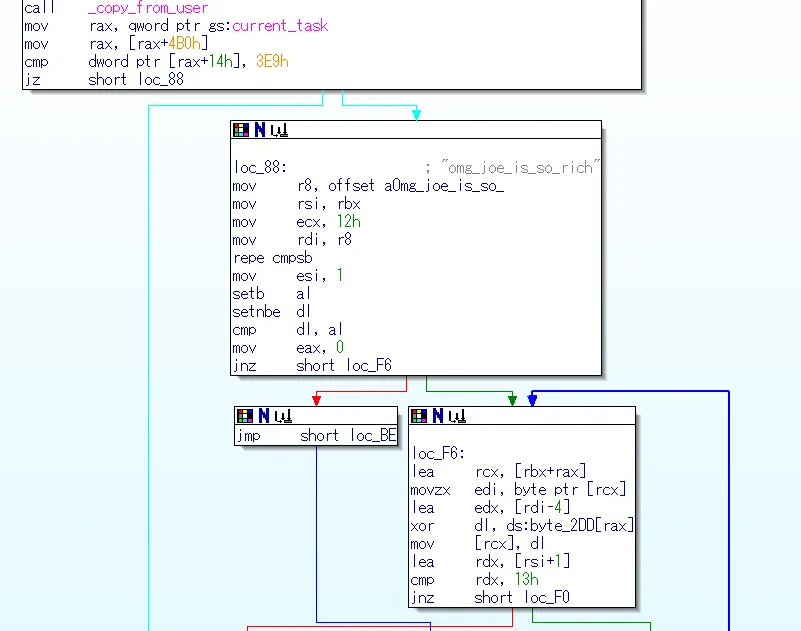 call _copy_from_user
mov rax, qword ptr gs:current_task
mov rax, [rax+4B0h]
cmp dword ptr [rax+14h], 3E9h
jz short loc_88
loc_88: ; "omg_joe_is_so_rich"
mov r8, offset aOmg_joe_is_so_
mov rsi, rbx
mov ecx, 12h
mov rdi, r8
repe cmpsb
mov esi, 1
setb al
setnbe dl
cmp dl, al
mov eax, 0
jnz short loc_F6
jmp short loc_BE
loc_F6:
lea rcx, [rbx+rax]
movzx edi, byte ptr [rcx]
lea edx, [rdi-4]
xor dl, ds:byte_2DD[rax]
mov [rcx], dl
lea rdx, [rsi+1]
cmp rdx, 13h
jnz short loc_F0